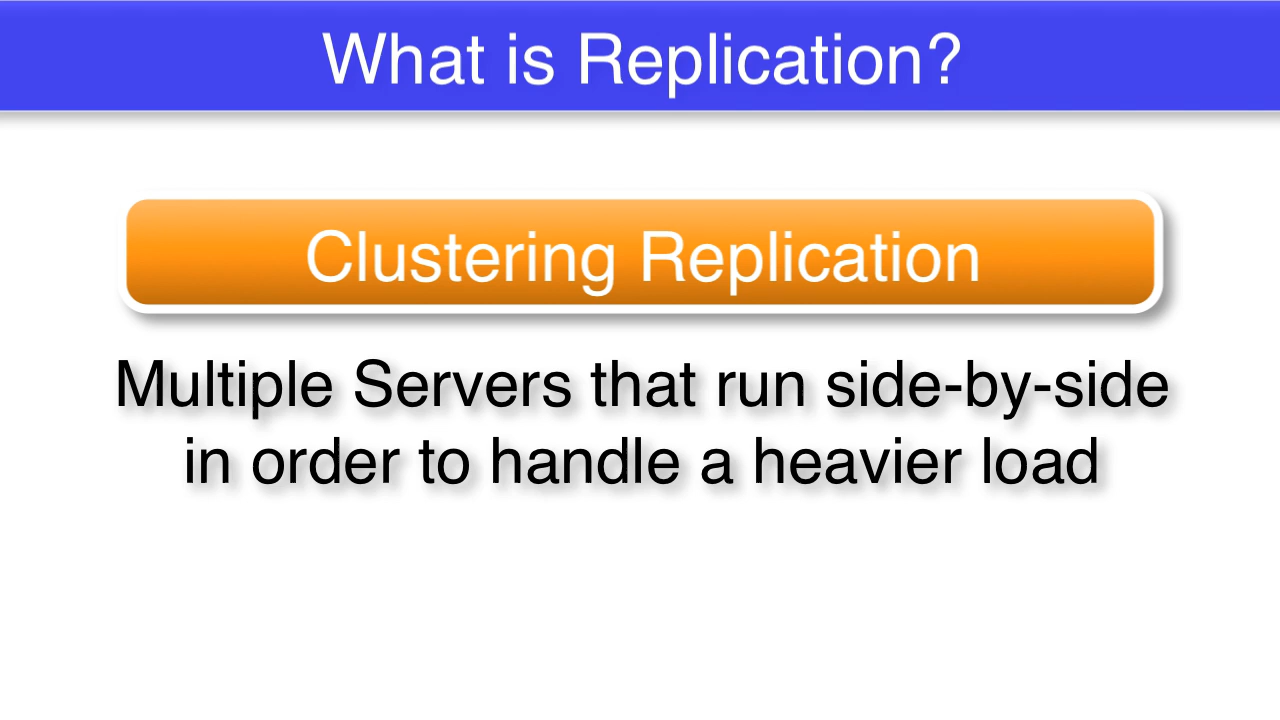 What is Replication?
Clustering Replication
Multiple Servers that run side-by-side
in order to handle a heavier load